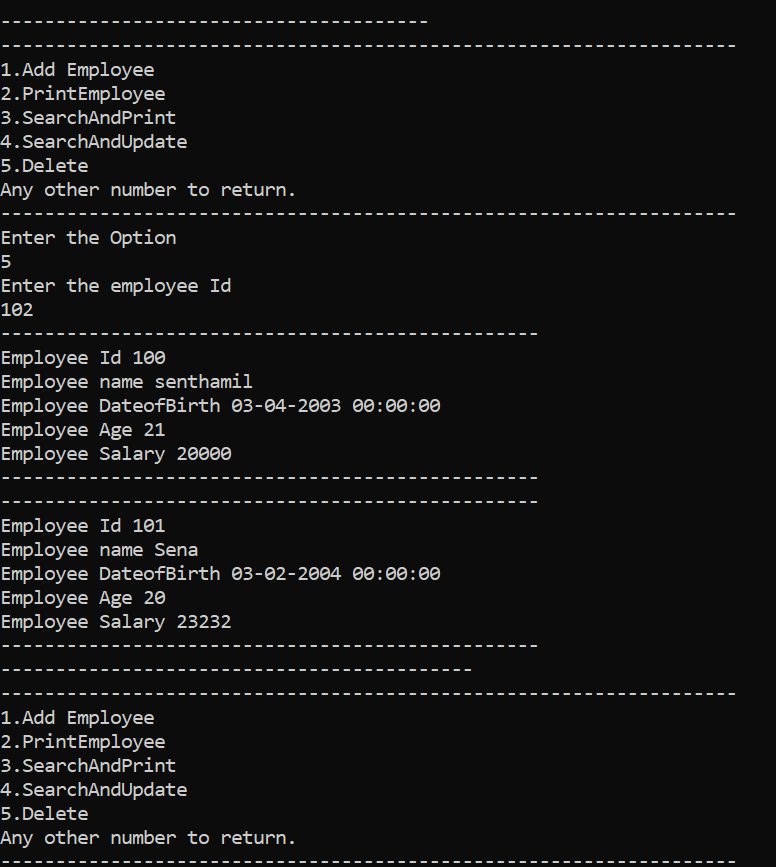 ---------------------------------------
-------------------------------------------------------------------
1.Add Employee
2.PrintEmployee
3.SearchAndPrint
4.SearchAndUpdate
5.Delete
Any other number to return.
-------------------------------------------------------------------
Enter the Option
5
Enter the employee Id
102
-------------------------------------------------
Employee Id 100
Employee name senthamil
Employee DateofBirth 03-04-2003 00:00:00
Employee Age 21
Employee Salary 20000
-------------------------------------------------
-------------------------------------------------
Employee Id 101
Employee name Sena
Employee DateofBirth 03-02-2004 00:00:00
Employee Age 20
Employee Salary 23232
-------------------------------------------------
-------------------------------------------
-------------------------------------------------------------------
1.Add Employee
2.PrintEmployee
3.SearchAndPrint
4.SearchAndUpdate
5.Delete
Any other number to return.
-------------------------------------------------------------------